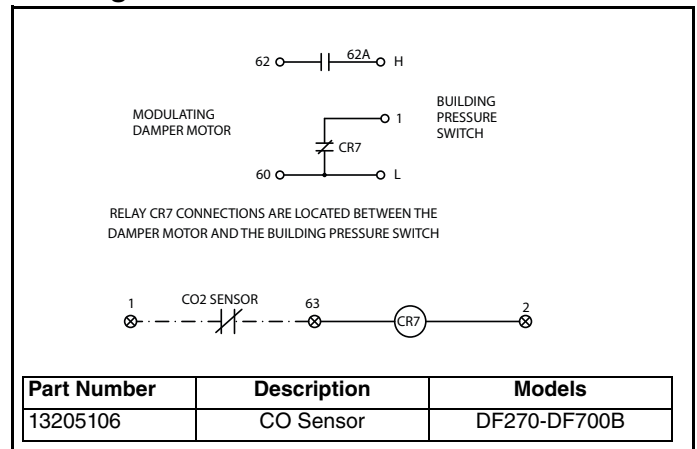 62 62A H
MODULATING
DAMPER MOTOR
1
BUILDING
PRESSURE
SWITCH
CR7
60 L
RELAY CR7 CONNECTIONS ARE LOCATED BETWEEN THE
DAMPER MOTOR AND THE BUILDING PRESSURE SWITCH
1 CO2 SENSOR 63 CR7 2
Part Number Description Models
13205106 CO Sensor DF270-DF700B